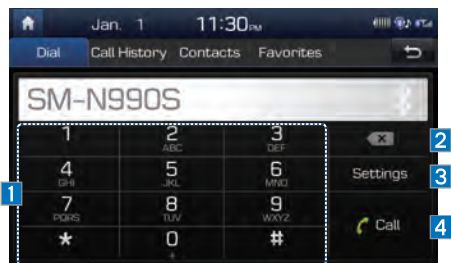 Jan. 1 11:30PM
Dial Call History Contacts Favorites
SM-N990S
1 2 3
ABC DEF
2
4 5 6 Settings
GHI JKL MNO
3
1
7 8 9
PQRS TUV WXYZ
Call 4
* 0 #
+